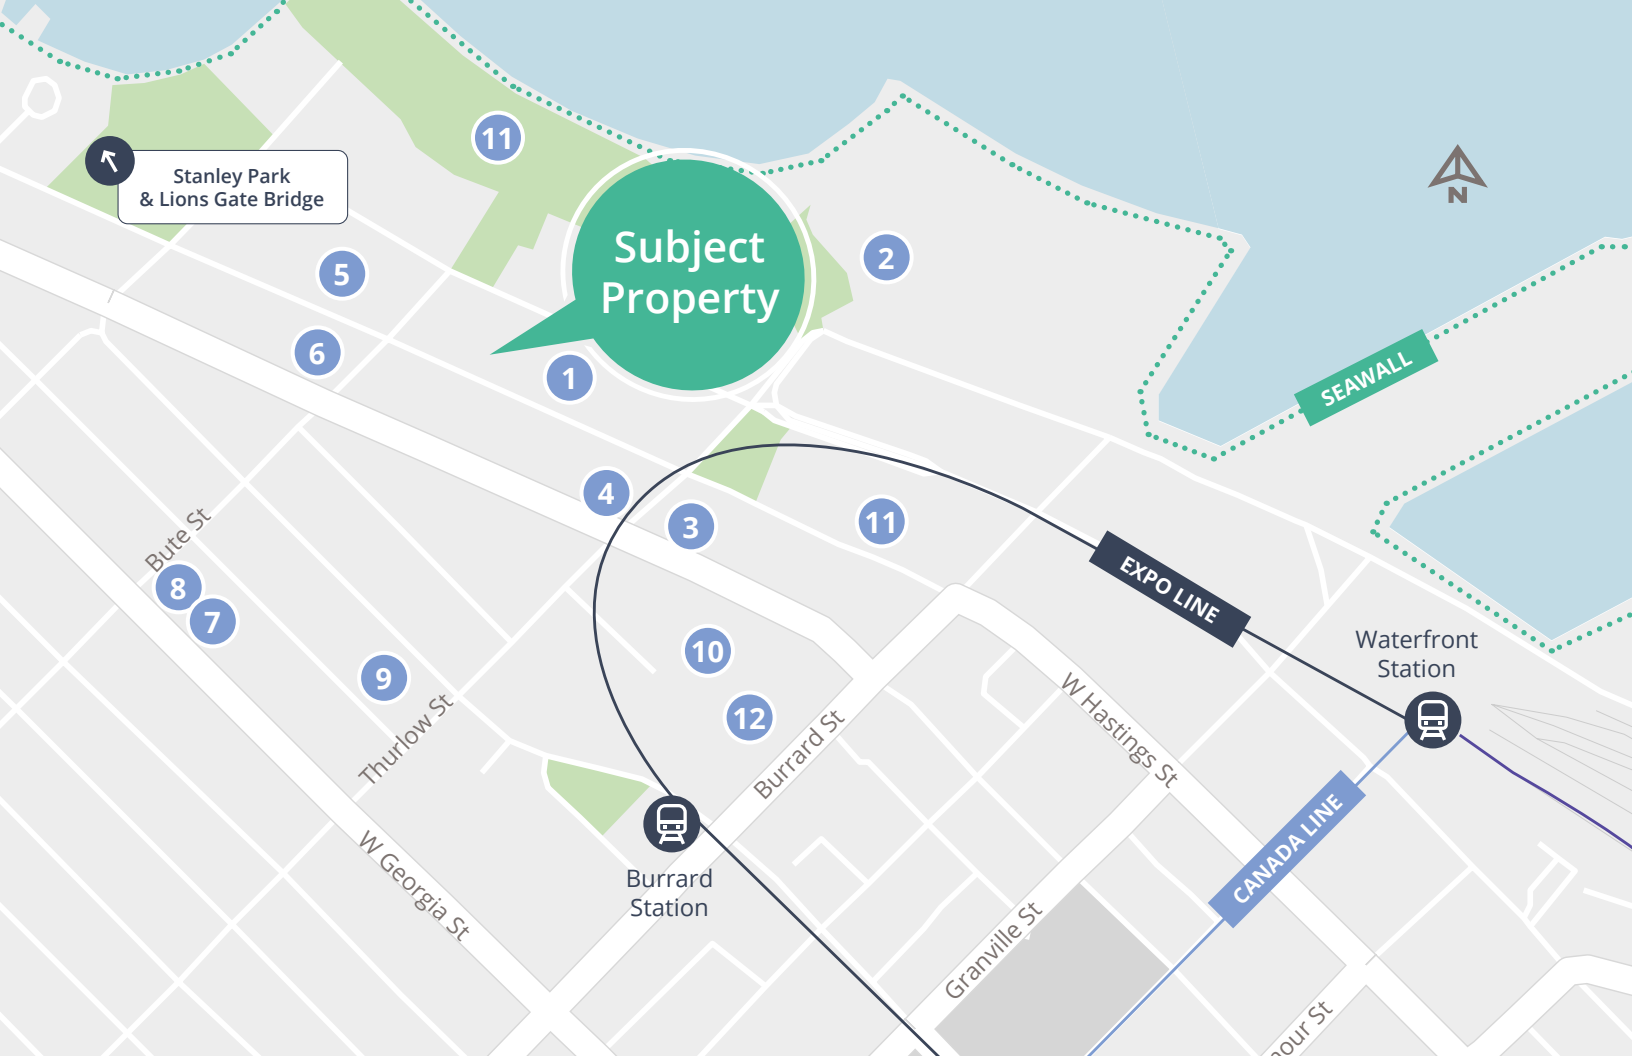 11
Stanley Park
& Lions Gate Bridge
Subject
Property
2
N
5
6
1
SEAWALL
4
3
11
EXPO LINE
Bute St
8
7
9
10
12
Waterfront
Station
W Hastings St
Thurlow St
Burrard St
CANADA LINE
W Georgia St
Burrard
Station
Granville St
our St